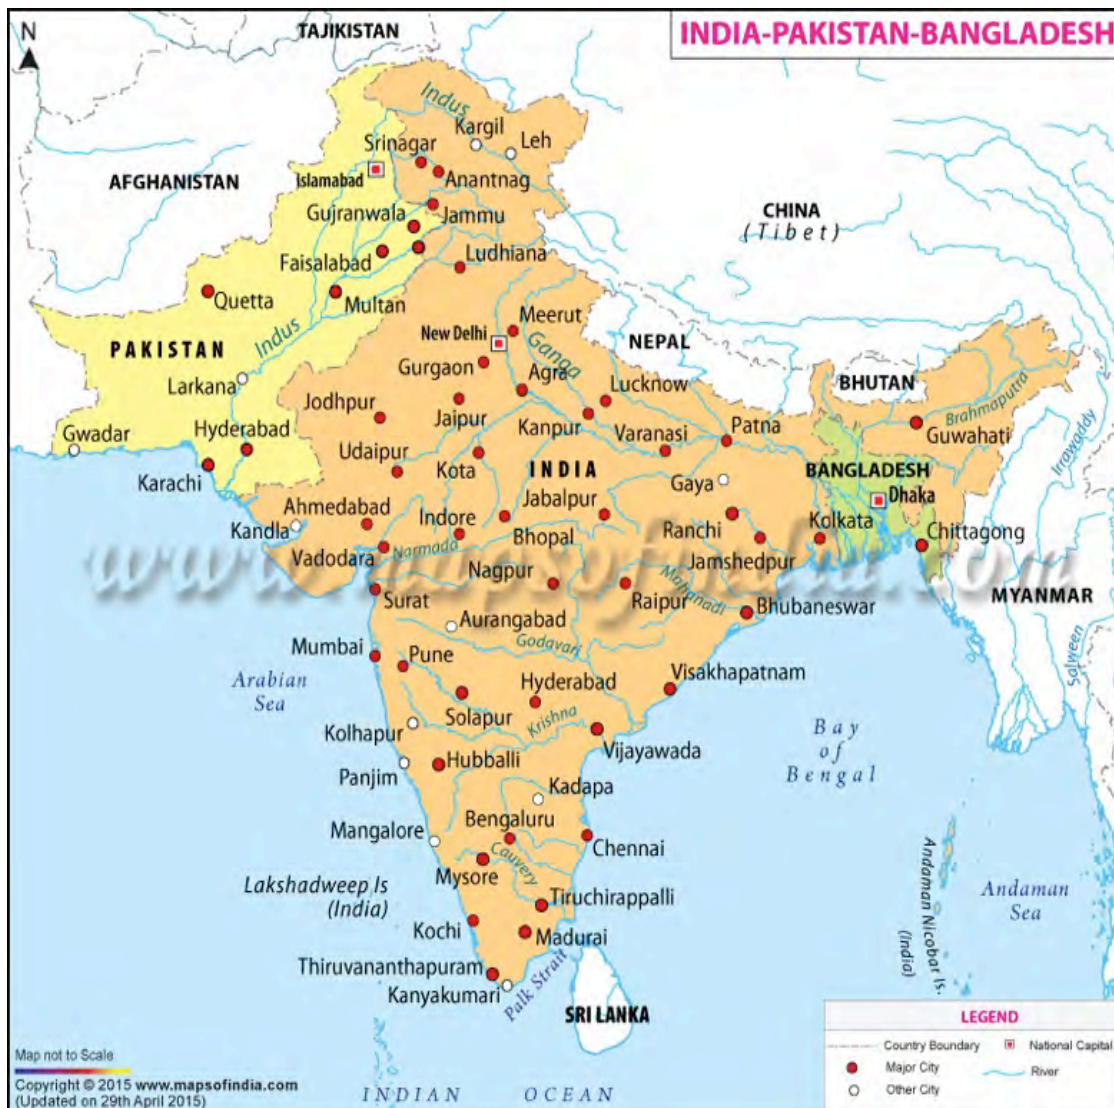 INDIA-PAKISTAN-BANGLADESH
N
TAJIKISTAN
Indus
Kargil
Leh
Srinagar
AFGHANISTAN
Islamabad
Anantnag
CHINA
(Tibet)
Gujranwala
Jammu
Faisalabad
Ludhiana
Quetta
Multan
Meerut
Indus
New Delhi
Ganga
NEPAL
PAKISTAN
Gurgaon
Agra
Larkana
Lucknow
BHUTAN
Brahmaputra
Jodhpur
Jaipur
Kanpur
Varanasi
Patna
Guwahati
Irrawaddy
Gwadar
Hyderabad
Udaipur
Kota
INDIA
BANGLADESH
Karachi
Gaya
Dhaka
Ahmedabad
Jabalpur
Kandla
Indore
Bhopal
Ranchi
Kolkata
Chittagong
Vadodara
Narmada
Jamshedpur
www.mapsofindia.com
Nagpur
Surat
Raipur
Mahanadi
Bhubaneswar
MYANMAR
Aurangabad
Godavari
Salween
Mumbai
Pune
Arabian
Sea
Hyderabad
Visakhapatnam
Solapur
Krishna
Kolhapur
Vijayawada
Bay
of
Bengal
Hubballi
Panjim
Kadapa
Bengaluru
Mangalore
Chennai
Cauvery
Mysore
Lakshadweep Is
(India)
Tiruchirappalli
Andaman Nicobar Is.
(India)
Andaman
Sea
Kochi
Madurai
Thiruvananthapuram
Kanyakumari
Palk Strait
SRI LANKA
LEGEND
Country Boundary
National Capital
Major City
River
Other City
Map not to Scale
Copyright © 2015 www.mapsofindia.com
(Updated on 29th April 2015)
INDIAN OCEAN